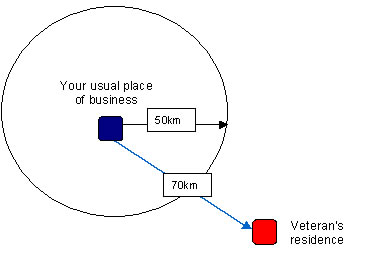 Your usual place
of business
50km
70km
Veteran's
residence